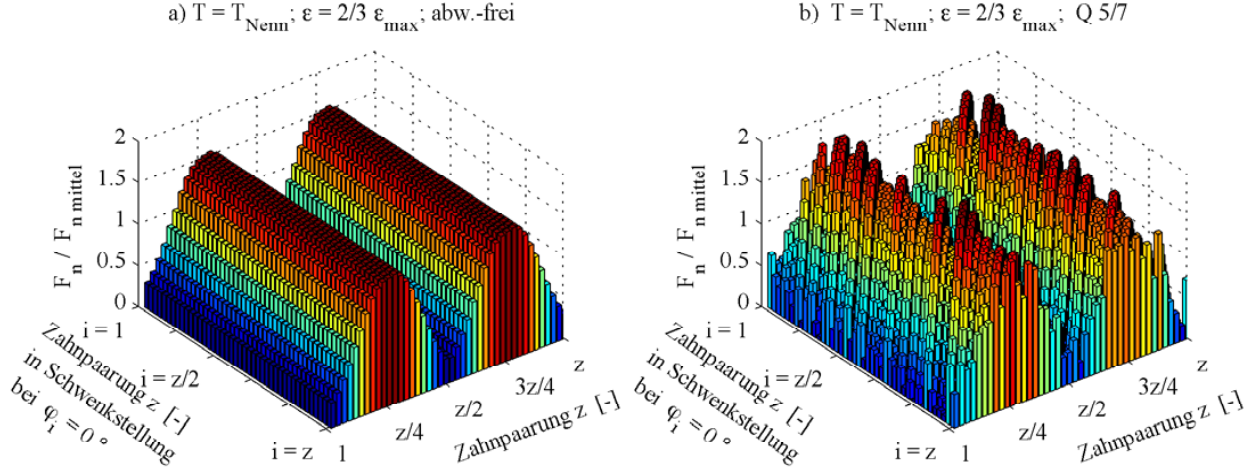 a) T = T_Nenn; ε = 2/3 ε_max; abw.-frei
F_n / F_n mittel
2
1.5
1
0.5
0
i = 1
i = z/2
i = z
Zahnpaarung z [-]
in Schwenkstellung
bei φ_i = 0°
1
z/4
z/2
3z/4
z
Zahnpaarung z [-]
b) T = T_Nenn; ε = 2/3 ε_max; Q 5/7
F_n / F_n mittel
2
1.5
1
0.5
0
i = 1
i = z/2
i = z
Zahnpaarung z [-]
in Schwenkstellung
bei φ_i = 0°
1
z/4
z/2
3z/4
z
Zahnpaarung z [-]